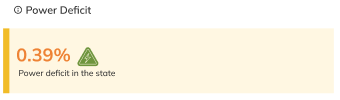 Power Deficit
0.39%
Power deficit in the state